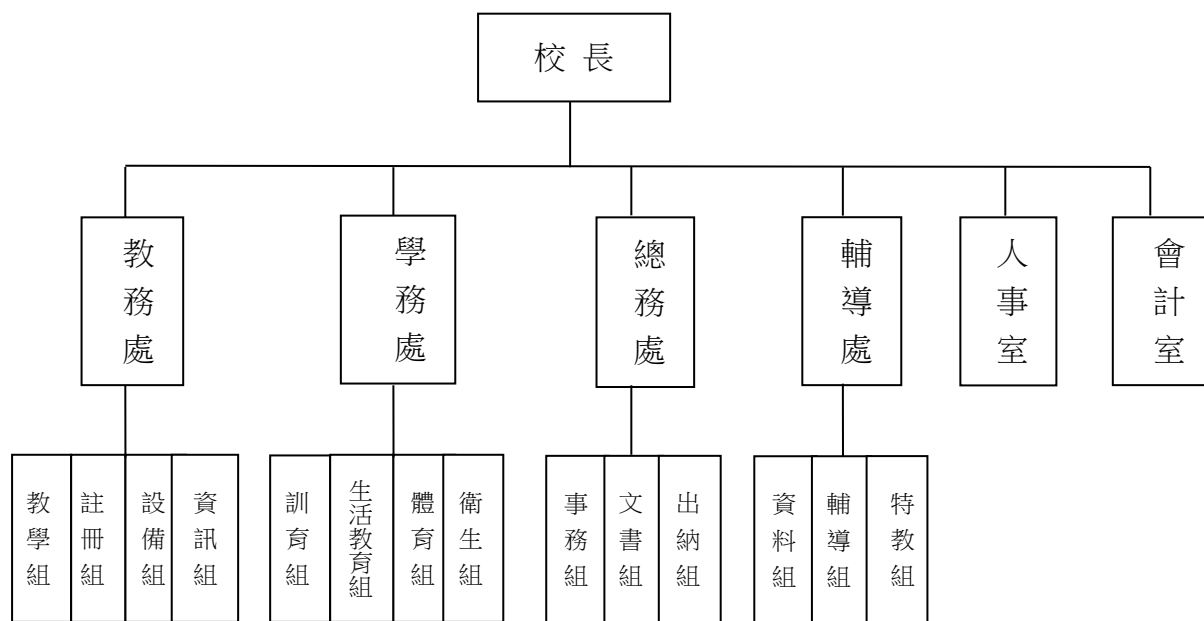 校 長
教務處
學務處
總務處
輔導處
人事室
會計室
教學組
註冊組
設備組
資訊組
訓育組
生活教育組
體育組
衛生組
事務組
文書組
出納組
資料組
輔導組
特教組